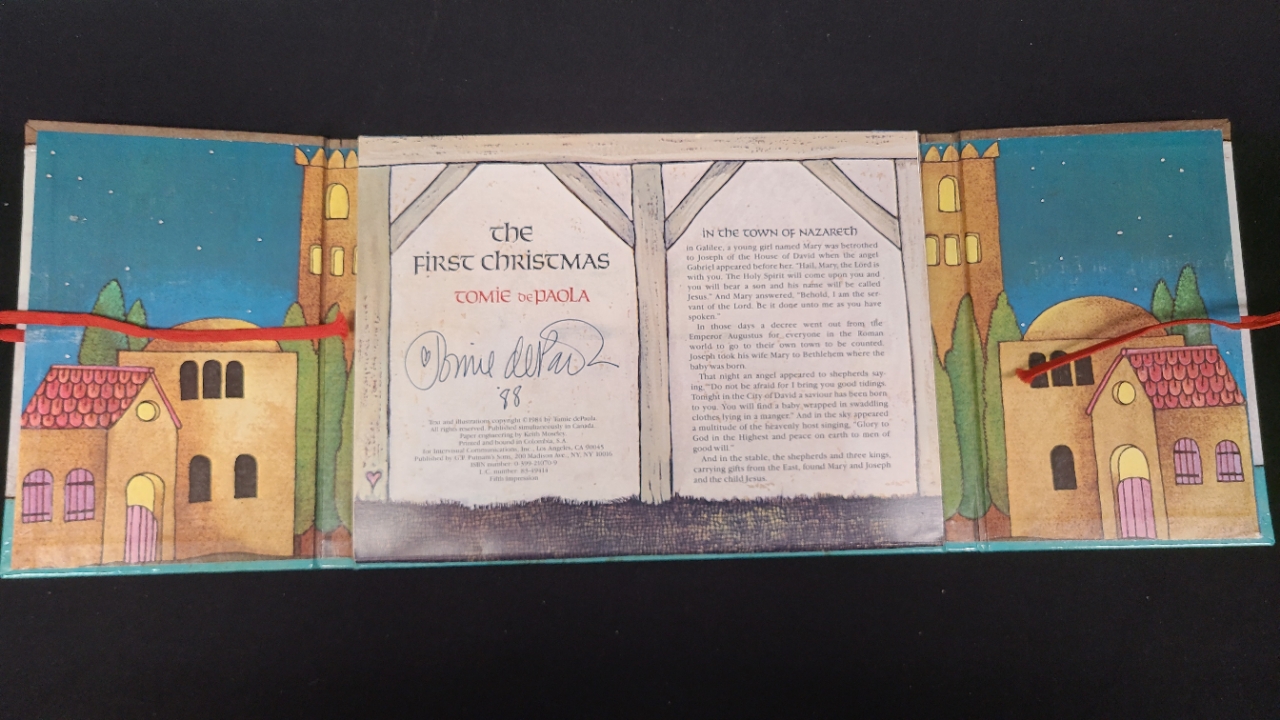 the
FIRST CHRISTMAS
TOMIE dePAOLA
Tomie dePaola
'88
Text and illustrations copyright © 1984 by Tomie dePaola
All rights reserved. Published simultaneously in Canada.
Paper engineering by Keith Moseley
Printed and bound in Colombia, S.A.
for Intervisual Communications, Inc., Los Angeles, CA 90045
Published by G.P. Putnam's Sons, 200 Madison Ave., NY, NY 10016
ISBN number: 0-399-21070-9
L.C. number:
Fifth Impression
IN the TOWN OF NAZARETH
in Galilee, a young girl named Mary was betrothed
to Joseph of the House of David when the angel
Gabriel appeared before her. "Hail, Mary, the Lord is
with you. The Holy Spirit will come upon you and
you will bear a son and his name will be called
Jesus." And Mary answered, "Behold, I am the ser-
vant of the Lord. Be it done unto me as you have
spoken."
In those days a decree went out from the
Emperor Augustus for everyone in the Roman
world to go to their own town to be counted.
Joseph took his wife Mary to Bethlehem where the
baby was born.
That night an angel appeared to shepherds say-
ing, "Do not be afraid for I bring you good tidings.
Tonight in the City of David a saviour has been born
to you. You will find a baby, wrapped in swaddling
clothes, lying in a manger." And in the sky appeared
a multitude of the heavenly host singing, "Glory to
God in the Highest and peace on earth to men of
good will."
And in the stable, the shepherds and three kings,
carrying gifts from the East, found Mary and Joseph
and the child Jesus.